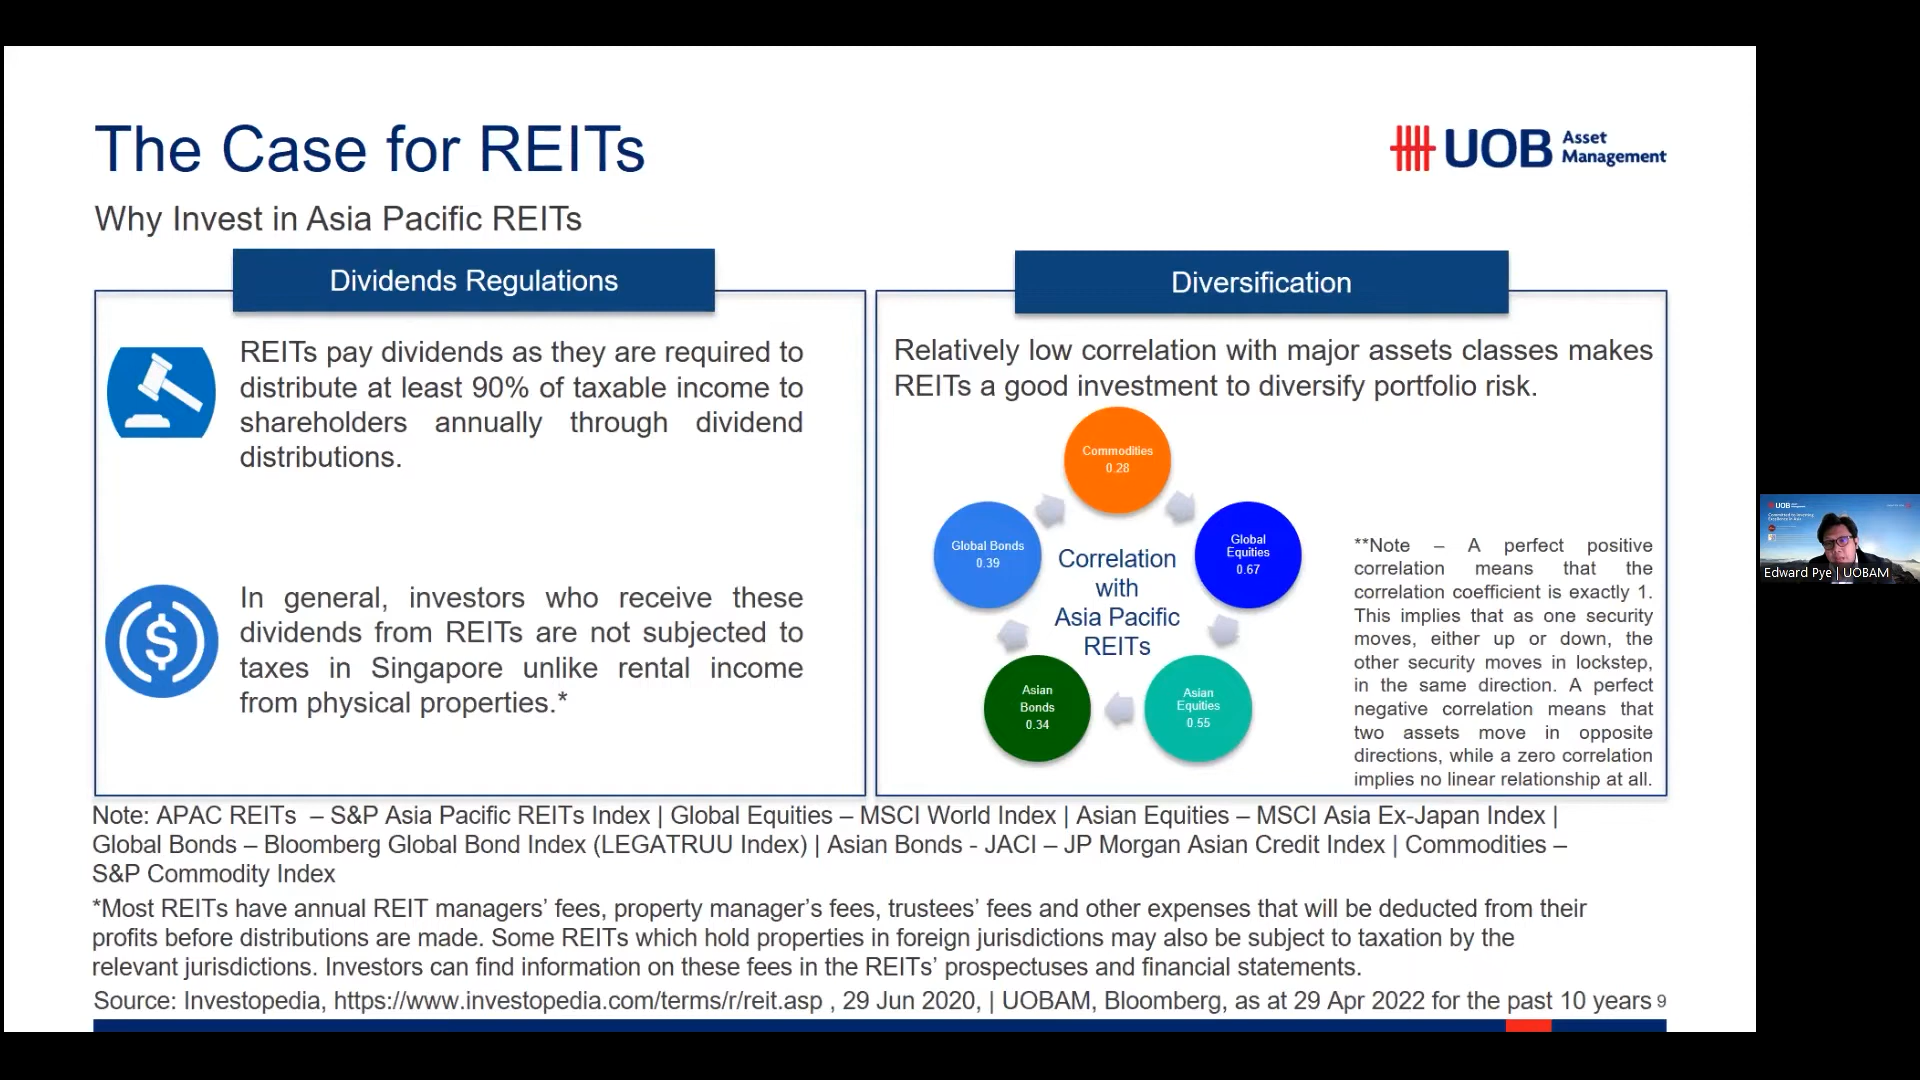 The Case for REITs
UOB Asset Management
Why Invest in Asia Pacific REITs
Dividends Regulations
REITs pay dividends as they are required to
distribute at least 90% of taxable income to
shareholders annually through dividend
distributions.
In general, investors who receive these
dividends from REITs are not subjected to
taxes in Singapore unlike rental income
from physical properties.*
Diversification
Relatively low correlation with major assets classes makes
REITs a good investment to diversify portfolio risk.
Commodities
0.28
Global
Equities
0.67
Asian
Equities
0.55
Asian
Bonds
0.34
Global Bonds
0.39
Correlation
with
Asia Pacific
REITs
**Note – A perfect positive
correlation means that the
correlation coefficient is exactly 1.
This implies that as one security
moves, either up or down, the
other security moves in lockstep,
in the same direction. A perfect
negative correlation means that
two assets move in opposite
directions, while a zero correlation
implies no linear relationship at all.
Note: APAC REITs – S&P Asia Pacific REITs Index | Global Equities – MSCI World Index | Asian Equities – MSCI Asia Ex-Japan Index |
Global Bonds – Bloomberg Global Bond Index (LEGATRUU Index) | Asian Bonds - JACI – JP Morgan Asian Credit Index | Commodities –
S&P Commodity Index
*Most REITs have annual REIT managers’ fees, property manager’s fees, trustees’ fees and other expenses that will be deducted from their
profits before distributions are made. Some REITs which hold properties in foreign jurisdictions may also be subject to taxation by the
relevant jurisdictions. Investors can find information on these fees in the REITs’ prospectuses and financial statements.
Source: Investopedia, https://www.investopedia.com/terms/r/reit.asp , 29 Jun 2020, | UOBAM, Bloomberg, as at 29 Apr 2022 for the past 10 years 9
UOB
Edward Pye | UOBAM